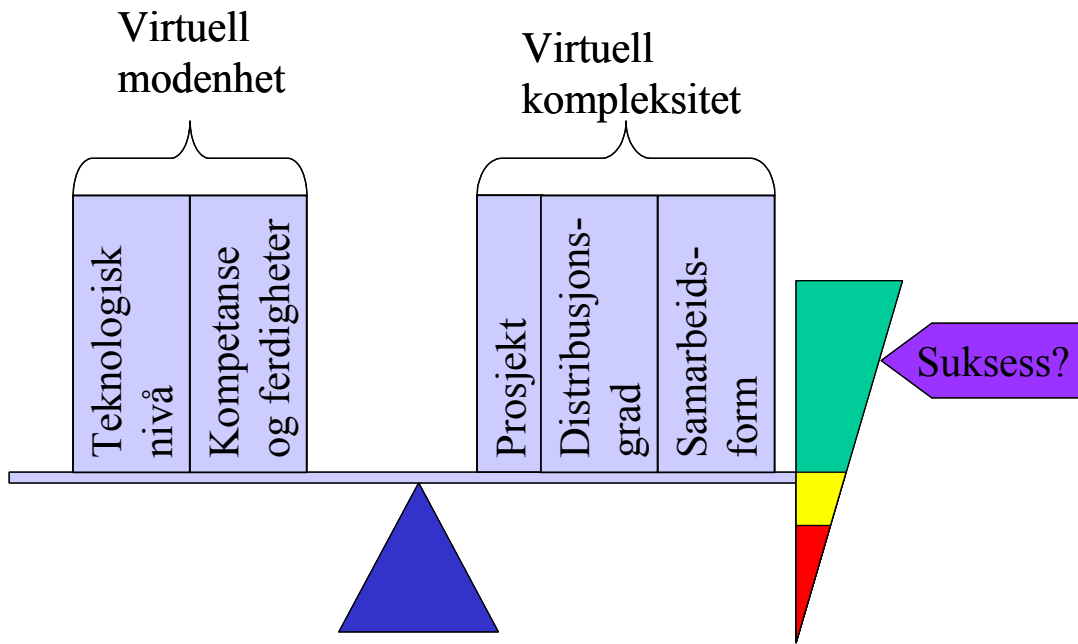 Virtuell
modenhet
Virtuell
kompleksitet
Teknologisk
nivå
Kompetanse
og ferdigheter
Prosjekt
Distribusjons-
grad
Samarbeids-
form
Suksess?